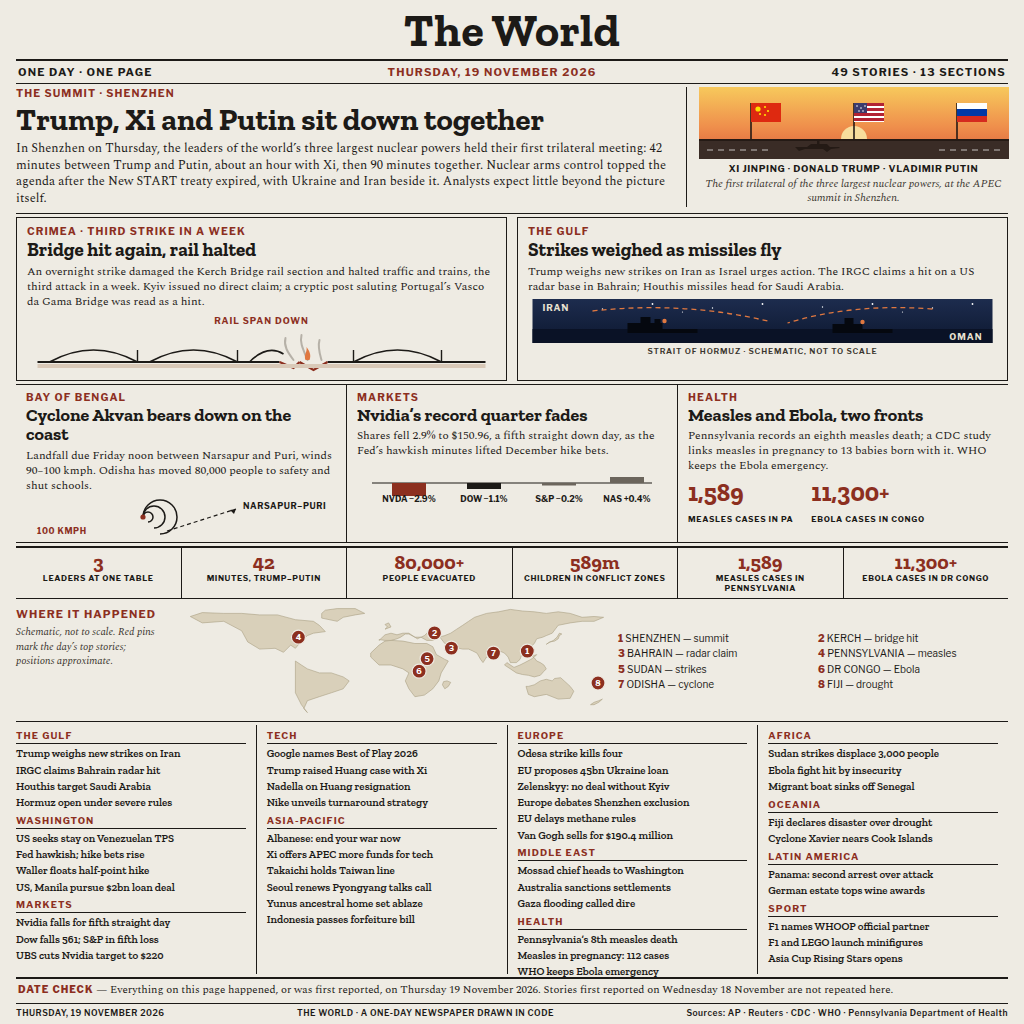 The World
ONE DAY · ONE PAGE
THURSDAY, 19 NOVEMBER 2026
49 STORIES · 13 SECTIONS
THE SUMMIT · SHENZHEN
Trump, Xi and Putin sit down together
In Shenzhen on Thursday, the leaders of the world's three largest nuclear powers held their first trilateral meeting: 42
minutes between Trump and Putin, about an hour with Xi, then 90 minutes together. Nuclear arms control topped the
agenda after the New START treaty expired, with Ukraine and Iran beside it. Analysts expect little beyond the picture
itself.
XI JINPING · DONALD TRUMP · VLADIMIR PUTIN
The first trilateral of the three largest nuclear powers, at the APEC
summit in Shenzhen.
CRIMEA · THIRD STRIKE IN A WEEK
Bridge hit again, rail halted
An overnight strike damaged the Kerch Bridge rail section and halted traffic and trains, the
third attack in a week. Kyiv issued no direct claim; a cryptic post saluting Portugal's Vasco
da Gama Bridge was read as a hint.
RAIL SPAN DOWN
THE GULF
Strikes weighed as missiles fly
Trump weighs new strikes on Iran as Israel urges action. The IRGC claims a hit on a US
radar base in Bahrain; Houthis missiles head for Saudi Arabia.
IRAN
OMAN
STRAIT OF HORMUZ · SCHEMATIC, NOT TO SCALE
BAY OF BENGAL
Cyclone Akvan bears down on the
coast
Landfall due Friday noon between Narsapur and Puri, winds
90–100 kmph. Odisha has moved 80,000 people to safety and
shut schools.
NARSAPUR–PURI
100 KMPH
MARKETS
Nvidia's record quarter fades
Shares fell 2.9% to $150.96, a fifth straight down day, as the
Fed's hawkish minutes lifted December hike bets.
NVDA −2.9%
DOW −1.1%
S&P −0.2%
NAS +0.4%
HEALTH
Measles and Ebola, two fronts
Pennsylvania records an eighth measles death; a CDC study
links measles in pregnancy to 13 babies born with it. WHO
keeps the Ebola emergency.
1,589
MEASLES CASES IN PA
11,300+
EBOLA CASES IN CONGO
3
LEADERS AT ONE TABLE
42
MINUTES, TRUMP–PUTIN
80,000+
PEOPLE EVACUATED
589m
CHILDREN IN CONFLICT ZONES
1,589
MEASLES CASES IN
PENNSYLVANIA
11,300+
EBOLA CASES IN DR CONGO
WHERE IT HAPPENED
Schematic, not to scale. Red pins
mark the day's top stories;
positions approximate.
4
2
3
5
6
7
1
8
1 SHENZHEN — summit
2 KERCH — bridge hit
3 BAHRAIN — radar claim
4 PENNSYLVANIA — measles
5 SUDAN — strikes
6 DR CONGO — Ebola
7 ODISHA — cyclone
8 FIJI — drought
THE GULF
Trump weighs new strikes on Iran
IRGC claims Bahrain radar hit
Houthis target Saudi Arabia
Hormuz open under severe rules
WASHINGTON
US seeks stay on Venezuelan TPS
Fed hawkish; hike bets rise
Waller floats half-point hike
US, Manila pursue $2bn loan deal
MARKETS
Nvidia falls for fifth straight day
Dow falls 561; S&P in fifth loss
UBS cuts Nvidia target to $220
TECH
Google names Best of Play 2026
Trump raised Huang case with Xi
Nadella on Huang resignation
Nike unveils turnaround strategy
ASIA-PACIFIC
Albanese: end your war now
Xi offers APEC more funds for tech
Takaichi holds Taiwan line
Seoul renews Pyongyang talks call
Yunus ancestral home set ablaze
Indonesia passes forfeiture bill
EUROPE
Odesa strike kills four
EU proposes 45bn Ukraine loan
Zelenskyy: no deal without Kyiv
Europe debates Shenzhen exclusion
EU delays methane rules
Van Gogh sells for $190.4 million
MIDDLE EAST
Mossad chief heads to Washington
Australia sanctions settlements
Gaza flooding called dire
HEALTH
Pennsylvania's 8th measles death
Measles in pregnancy: 112 cases
WHO keeps Ebola emergency
AFRICA
Sudan strikes displace 3,000 people
Ebola fight hit by insecurity
Migrant boat sinks off Senegal
OCEANIA
Fiji declares disaster over drought
Cyclone Xavier nears Cook Islands
LATIN AMERICA
Panama: second arrest over attack
German estate tops wine awards
SPORT
F1 names WHOOP official partner
F1 and LEGO launch minifigures
Asia Cup Rising Stars opens
DATE CHECK — Everything on this page happened, or was first reported, on Thursday 19 November 2026. Stories first reported on Wednesday 18 November are not repeated here.
THURSDAY, 19 NOVEMBER 2026
THE WORLD · A ONE-DAY NEWSPAPER DRAWN IN CODE
Sources: AP · Reuters · CDC · WHO · Pennsylvania Department of Health